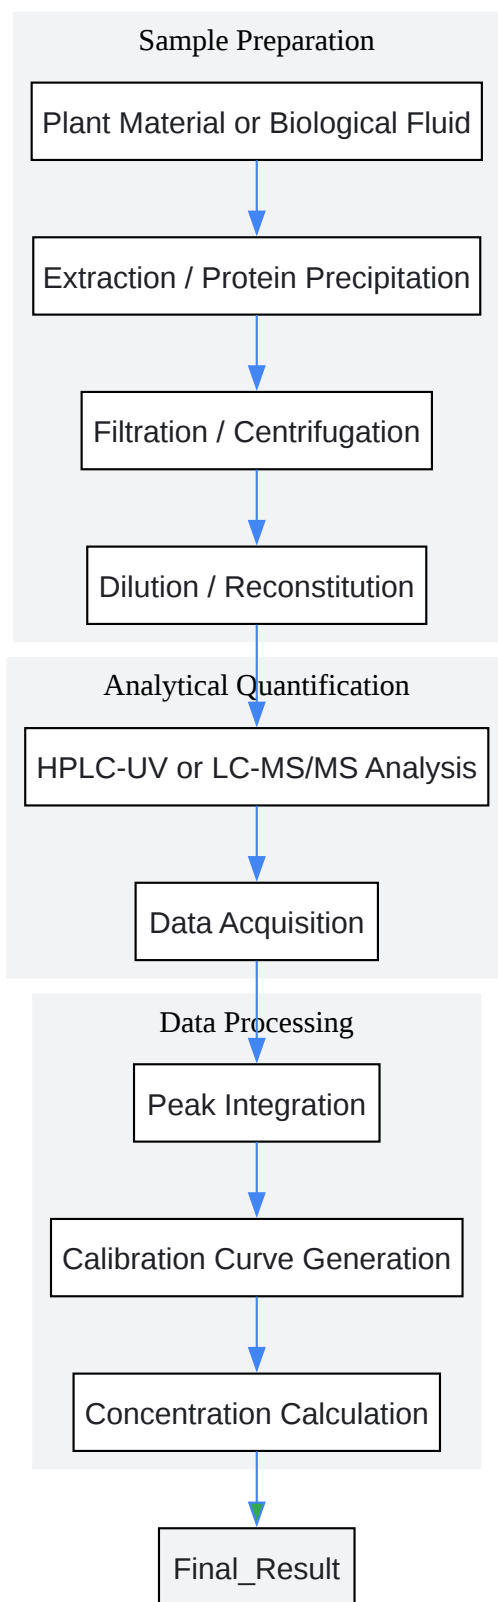 Sample Preparation
Plant Material or Biological Fluid
Extraction / Protein Precipitation
Filtration / Centrifugation
Dilution / Reconstitution
Analytical Quantification
HPLC-UV or LC-MS/MS Analysis
Data Acquisition
Data Processing
Peak Integration
Calibration Curve Generation
Concentration Calculation
Final_Result